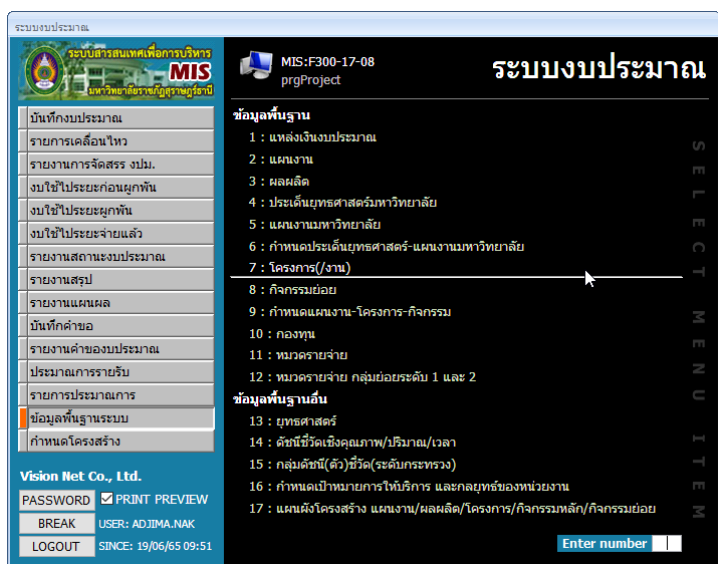 ระบบงบประมาณ
ระบบสารสนเทศเพื่อการบริหาร
MIS
มหาวิทยาลัยราชภัฏสุราษฎร์ธานี
MIS:F300-17-08
prgProject
ระบบงบประมาณ
บันทึกงบประมาณ
รายการเคลื่อนไหว
รายงานการจัดสรร งปม.
งบใช้ไประยะก่อนผูกพัน
งบใช้ไประยะผูกพัน
งบใช้ไประยะจ่ายแล้ว
รายงานสถานะงบประมาณ
รายงานสรุป
รายงานแผนผล
บันทึกคำขอ
รายงานคำของบประมาณ
ประมาณการรายรับ
รายการประมาณการ
ข้อมูลพื้นฐานระบบ
กำหนดโครงสร้าง
Vision Net Co., Ltd.
PASSWORD PRINT PREVIEW
BREAK USER: ADJIMA.NAK
LOGOUT SINCE: 19/06/65 09:51
ข้อมูลพื้นฐาน
1 : แหล่งเงินงบประมาณ
2 : แผนงาน
3 : ผลผลิต
4 : ประเด็นยุทธศาสตร์มหาวิทยาลัย
5 : แผนงานมหาวิทยาลัย
6 : กำหนดประเด็นยุทธศาสตร์-แผนงานมหาวิทยาลัย
7 : โครงการ(/งาน)
8 : กิจกรรมย่อย
9 : กำหนดแผนงาน-โครงการ-กิจกรรม
10 : กองทุน
11 : หมวดรายจ่าย
12 : หมวดรายจ่าย กลุ่มย่อยระดับ 1 และ 2
ข้อมูลพื้นฐานอื่น
13 : ยุทธศาสตร์
14 : ดัชนีชี้วัดเชิงคุณภาพ/ปริมาณ/เวลา
15 : กลุ่มดัชนี(ตัว)ชี้วัด(ระดับกระทรวง)
16 : กำหนดเป้าหมายการให้บริการ และกลยุทธ์ของหน่วยงาน
17 : แผนผังโครงสร้าง แผนงาน/ผลผลิต/โครงการ/กิจกรรมหลัก/กิจกรรมย่อย
Enter number
SELECT MENU ITEM